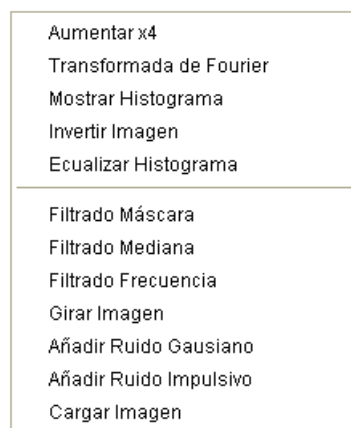 Aumentar x4
Transformada de Fourier
Mostrar Histograma
Invertir Imagen
Ecualizar Histograma
Filtrado Máscara
Filtrado Mediana
Filtrado Frecuencia
Girar Imagen
Añadir Ruido Gausiano
Añadir Ruido Impulsivo
Cargar Imagen